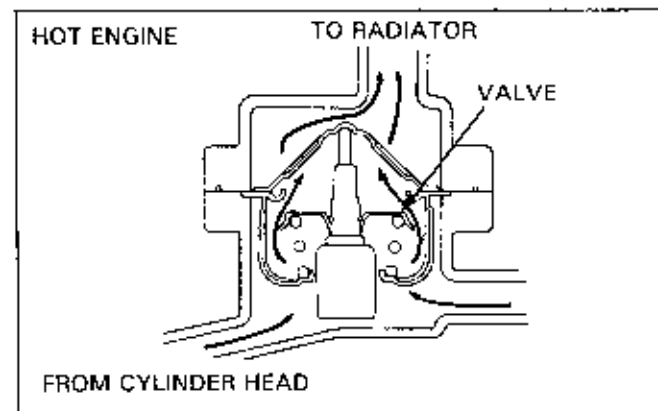 HOT ENGINE
TO RADIATOR
VALVE
FROM CYLINDER HEAD